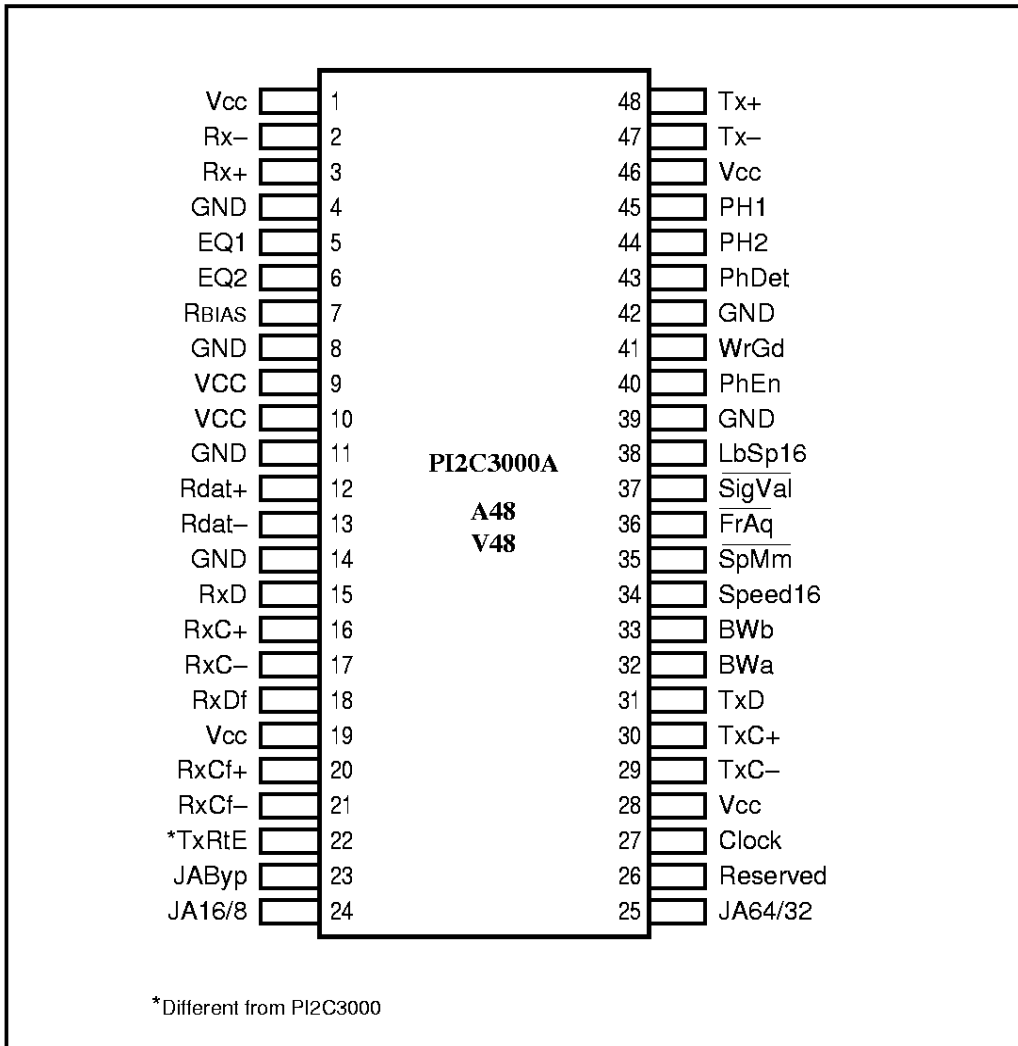 Vcc 1 48 Tx+
Rx– 2 47 Tx–
Rx+ 3 46 Vcc
GND 4 45 PH1
EQ1 5 44 PH2
EQ2 6 43 PhDet
RBIAS 7 42 GND
GND 8 41 WrGd
VCC 9 40 PhEn
VCC 10 39 GND
GND 11 38 LbSp16
PI2C3000A
Rdat+ 12 37 SigVal
A48
Rdat– 13 36 FrAq
V48
GND 14 35 SpMm
RxD 15 34 Speed16
RxC+ 16 33 BWb
RxC– 17 32 BWa
RxDf 18 31 TxD
Vcc 19 30 TxC+
RxCf+ 20 29 TxC–
RxCf– 21 28 Vcc
*TxRtE 22 27 Clock
JAByp 23 26 Reserved
JA16/8 24 25 JA64/32
*Different from PI2C3000